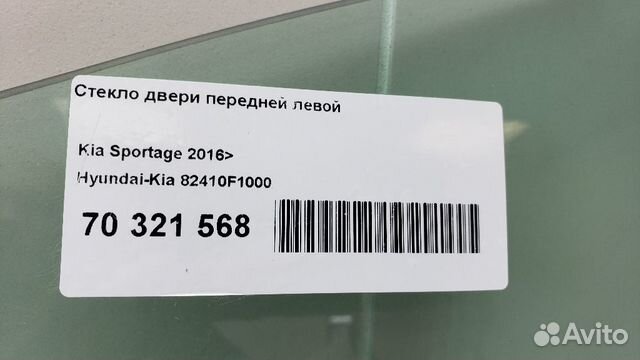 Стекло двери передней левой
Kia Sportage 2016>
Hyundai-Kia 82410F1000
70 321 568
Avito